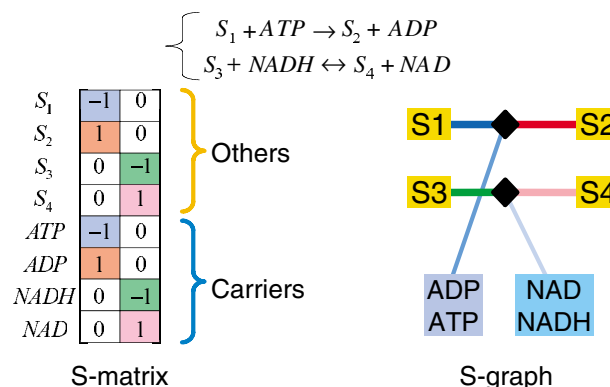 S1 + ATP → S2 + ADP
S3 + NADH ↔ S4 + NAD
S1 -1 0
S2 1 0
S3 0 -1
S4 0 1
ATP -1 0
ADP 1 0
NADH 0 -1
NAD 0 1
Others
Carriers
S-matrix
S1 S2
S3 S4
ADP
ATP
NAD
NADH
S-graph